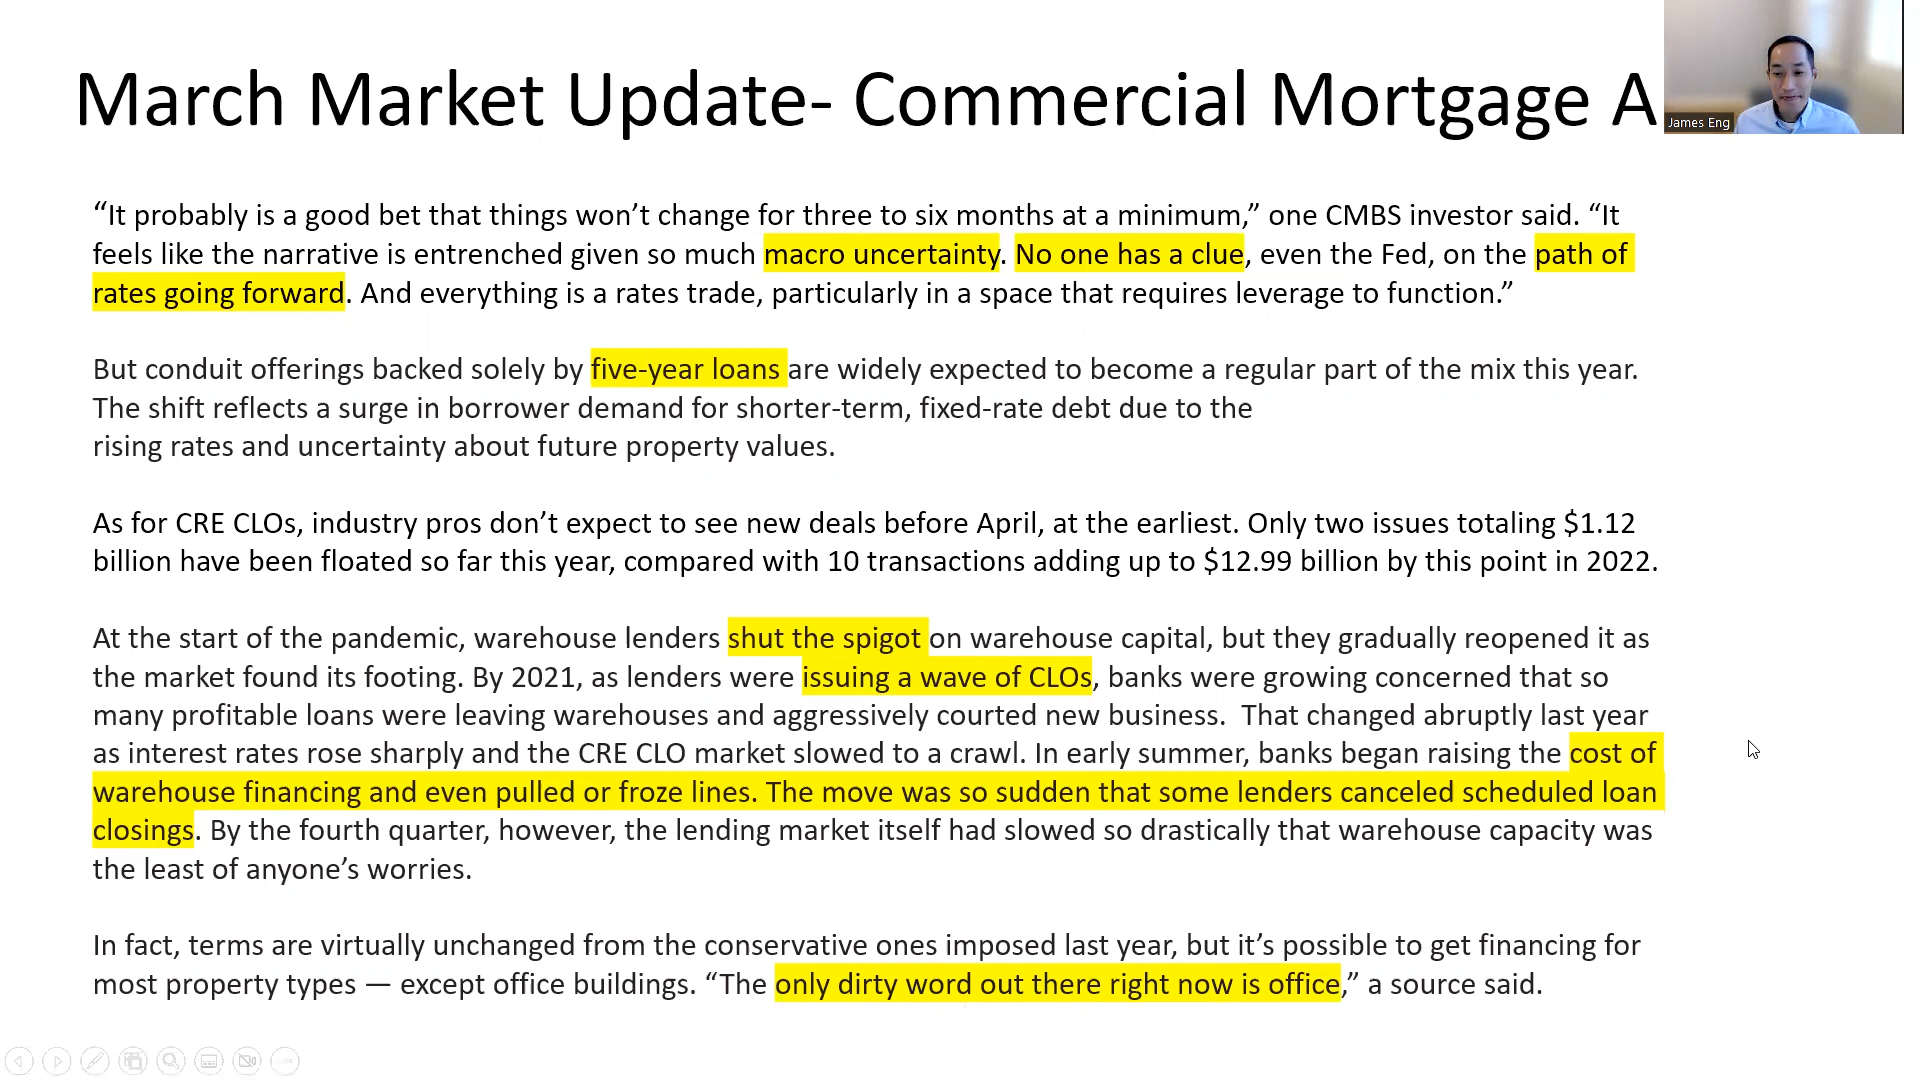 March Market Update- Commercial Mortgage A
James Eng
“It probably is a good bet that things won’t change for three to six months at a minimum,” one CMBS investor said. “It
feels like the narrative is entrenched given so much macro uncertainty. No one has a clue, even the Fed, on the path of
rates going forward. And everything is a rates trade, particularly in a space that requires leverage to function.”
But conduit offerings backed solely by five-year loans are widely expected to become a regular part of the mix this year.
The shift reflects a surge in borrower demand for shorter-term, fixed-rate debt due to the
rising rates and uncertainty about future property values.
As for CRE CLOs, industry pros don’t expect to see new deals before April, at the earliest. Only two issues totaling $1.12
billion have been floated so far this year, compared with 10 transactions adding up to $12.99 billion by this point in 2022.
At the start of the pandemic, warehouse lenders shut the spigot on warehouse capital, but they gradually reopened it as
the market found its footing. By 2021, as lenders were issuing a wave of CLOs, banks were growing concerned that so
many profitable loans were leaving warehouses and aggressively courted new business.  That changed abruptly last year
as interest rates rose sharply and the CRE CLO market slowed to a crawl. In early summer, banks began raising the cost of
warehouse financing and even pulled or froze lines. The move was so sudden that some lenders canceled scheduled loan
closings. By the fourth quarter, however, the lending market itself had slowed so drastically that warehouse capacity was
the least of anyone’s worries.
In fact, terms are virtually unchanged from the conservative ones imposed last year, but it’s possible to get financing for
most property types — except office buildings. “The only dirty word out there right now is office,” a source said.